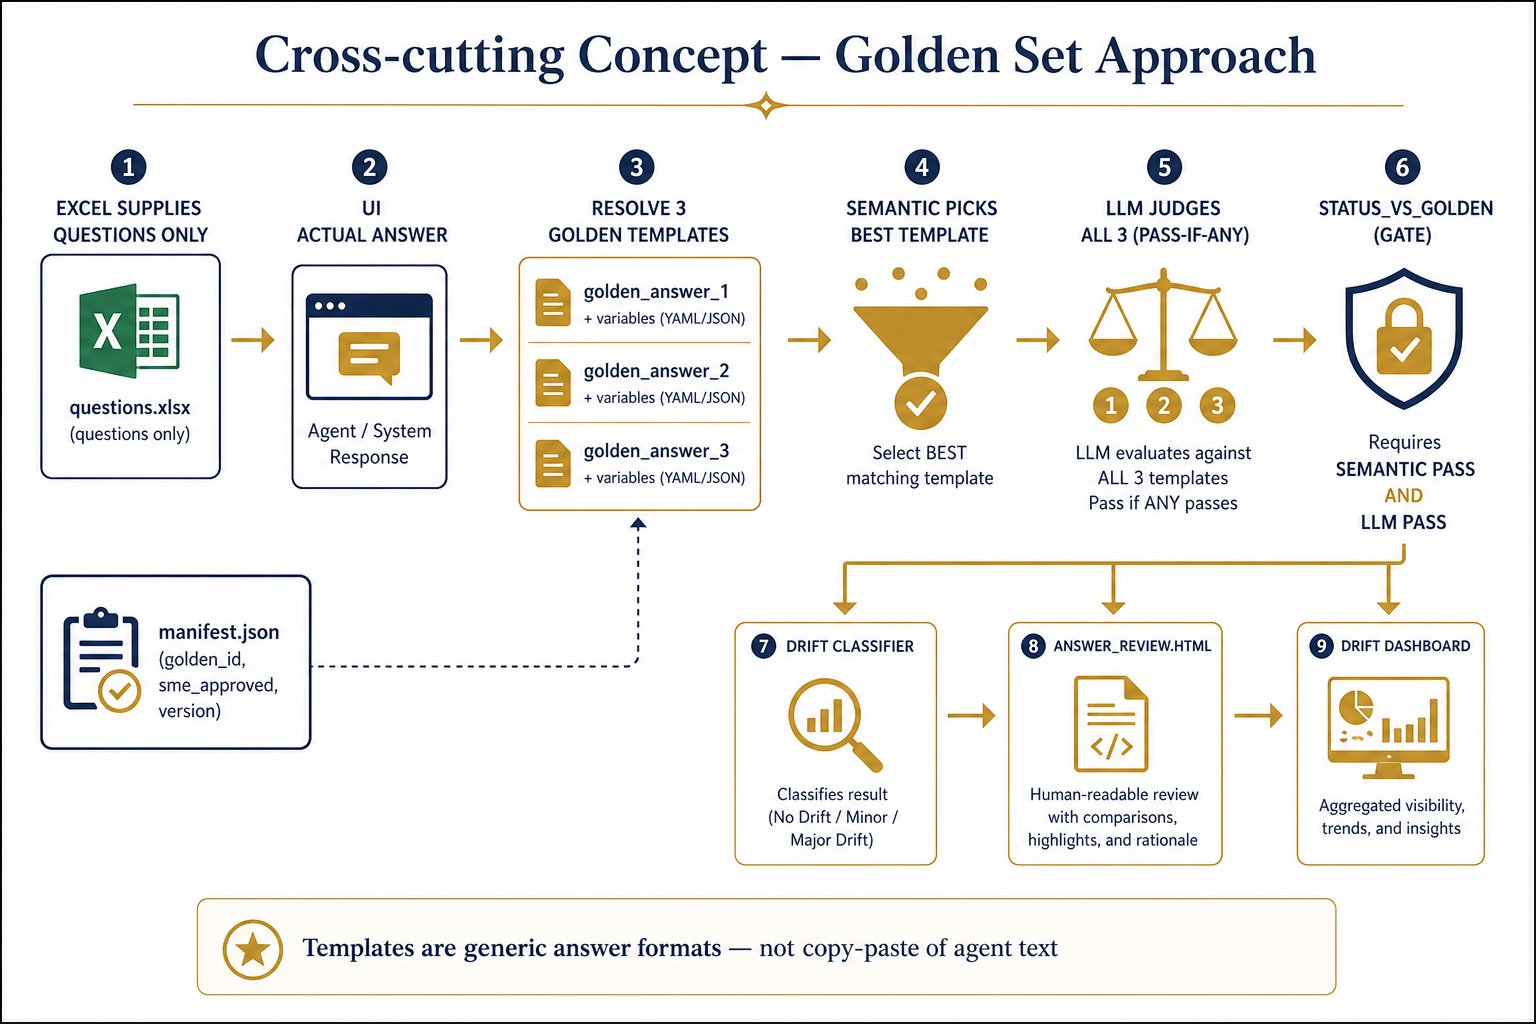 Cross-cutting Concept — Golden Set Approach
1
EXCEL SUPPLIES
QUESTIONS ONLY
X
questions.xlsx
(questions only)
2
UI
ACTUAL ANSWER
Agent / System
Response
3
RESOLVE 3
GOLDEN TEMPLATES
golden_answer_1
+ variables (YAML/JSON)
golden_answer_2
+ variables (YAML/JSON)
golden_answer_3
+ variables (YAML/JSON)
4
SEMANTIC PICKS
BEST TEMPLATE
Select BEST
matching template
5
LLM JUDGES
ALL 3 (PASS-IF-ANY)
1 2 3
LLM evaluates against
ALL 3 templates
Pass if ANY passes
6
STATUS_VS_GOLDEN
(GATE)
Requires
SEMANTIC PASS
AND
LLM PASS
manifest.json
(golden_id,
sme_approved,
version)
7 DRIFT CLASSIFIER
Classifies result
(No Drift / Minor /
Major Drift)
8 ANSWER_REVIEW.HTML
</>
Human-readable review
with comparisons,
highlights, and rationale
9 DRIFT DASHBOARD
Aggregated visibility,
trends, and insights
Templates are generic answer formats — not copy-paste of agent text